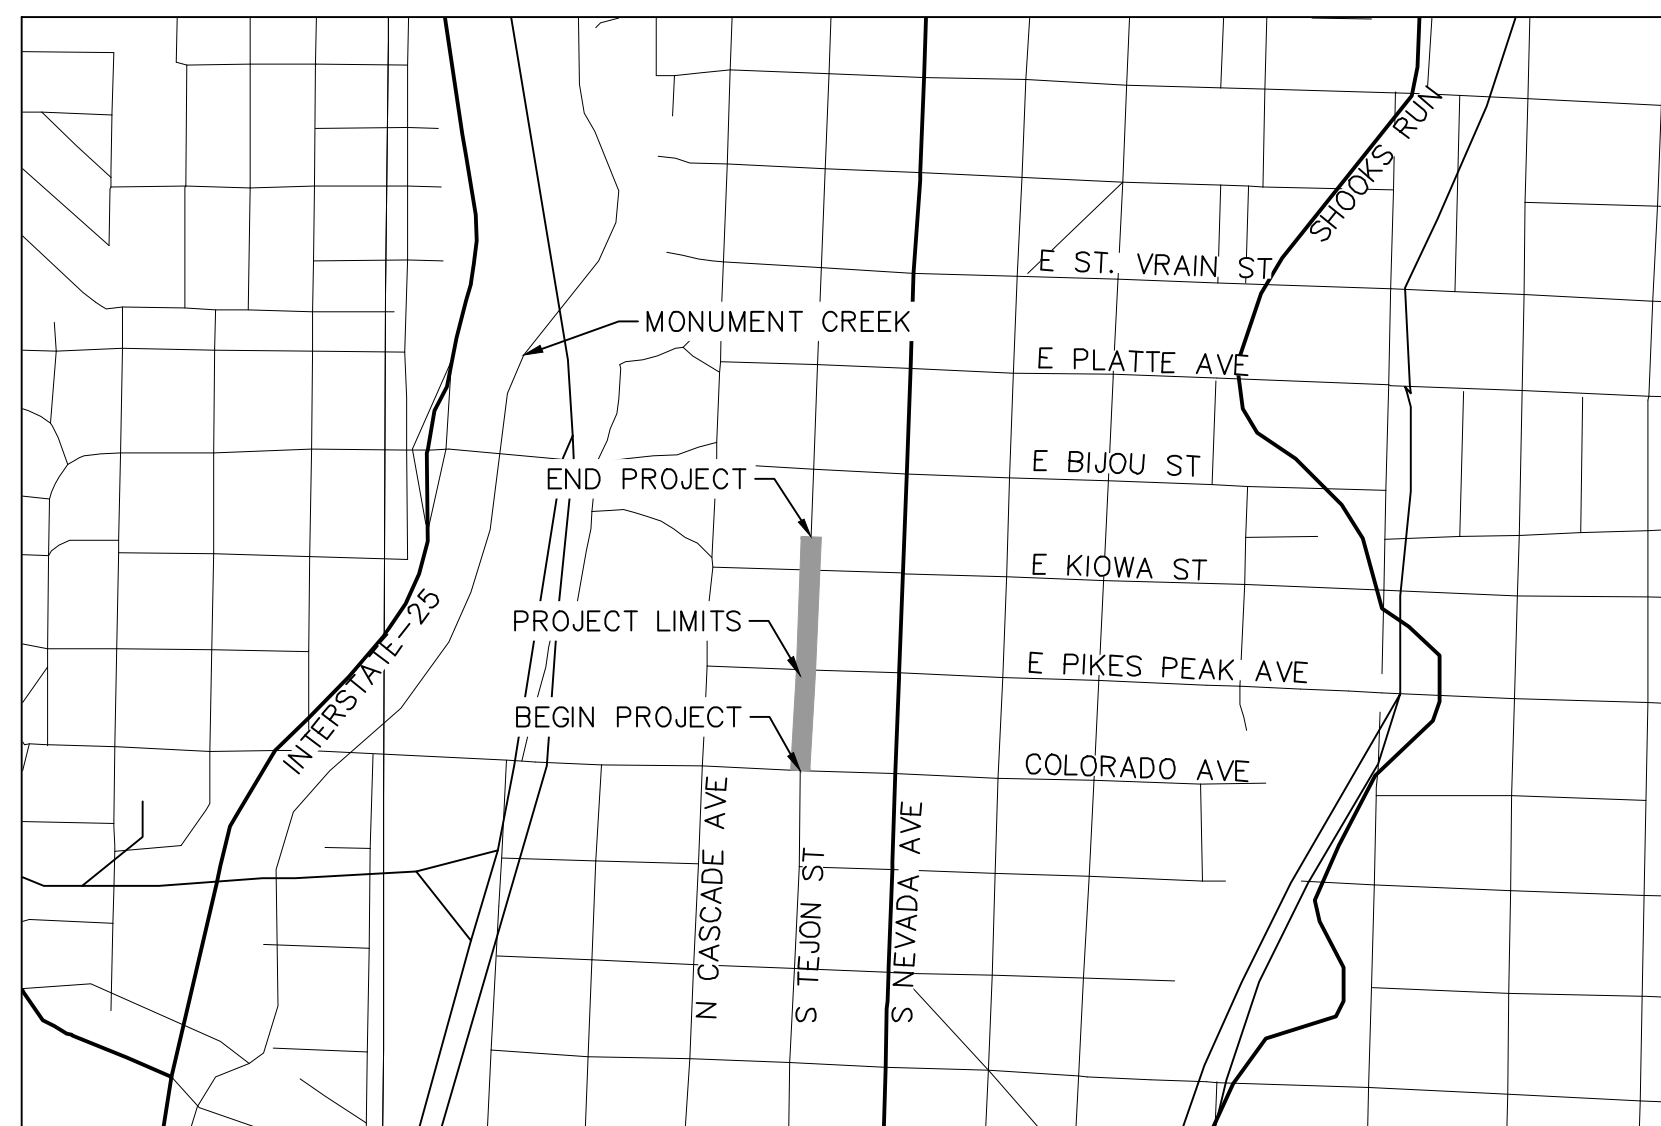 SHOOKS RUN
E ST. VRAIN ST
MONUMENT CREEK
E PLATTE AVE
E BIJOU ST
END PROJECT
E KIOWA ST
INTERSTATE-25
PROJECT LIMITS
E PIKES PEAK AVE
BEGIN PROJECT
COLORADO AVE
N CASCADE AVE
S TEJON ST
S NEVADA AVE